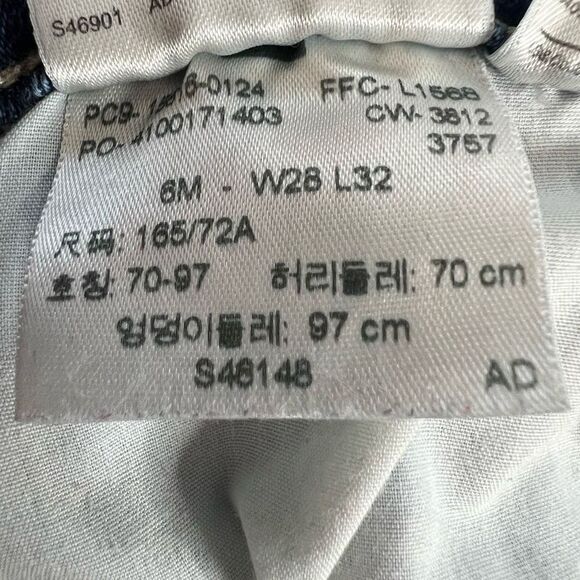 S46901 AD
FFC- L1568
PO- 4100171403 CW- 3812
3757
6M - W28 L32
尺码: 165/72A
호칭: 70-97 허리둘레: 70 cm
엉덩이둘레: 97 cm
S46148 AD